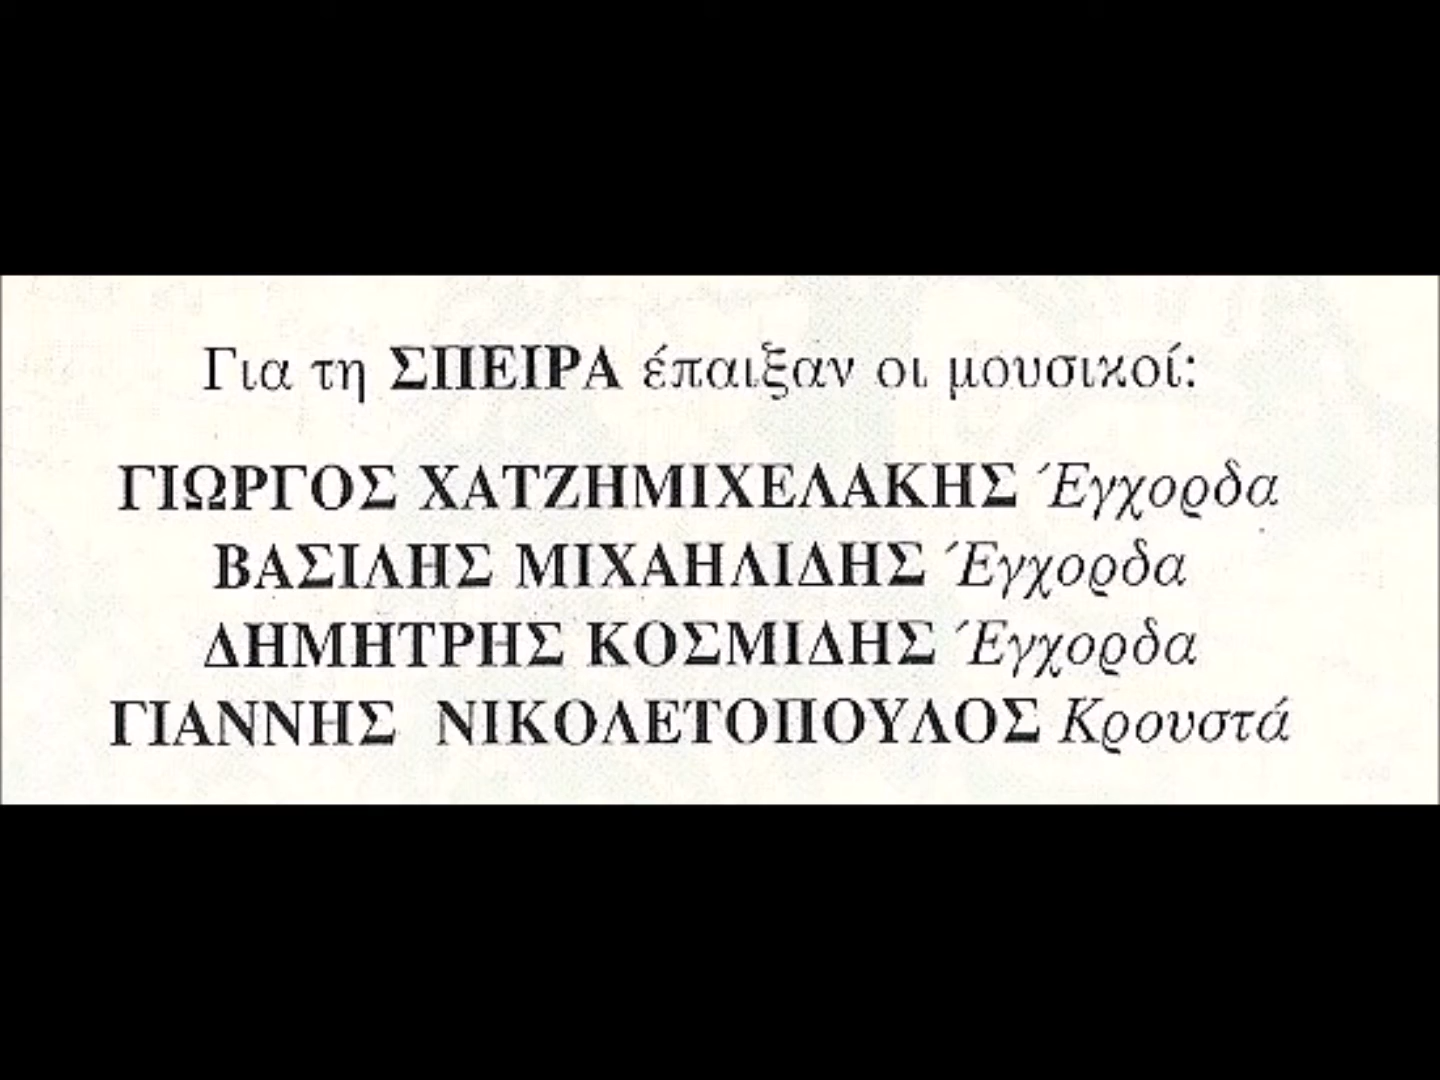 Για τη ΣΠΕΙΡΑ έπαιξαν οι μουσικοί:
ΓΙΩΡΓΟΣ ΧΑΤΖΗΜΙΧΕΛΑΚΗΣ Έγχορδα
ΒΑΣΙΛΗΣ ΜΙΧΑΗΛΙΔΗΣ Έγχορδα
ΔΗΜΗΤΡΗΣ ΚΟΣΜΙΔΗΣ Έγχορδα
ΓΙΑΝΝΗΣ ΝΙΚΟΛΕΤΟΠΟΥΛΟΣ Κρουστά